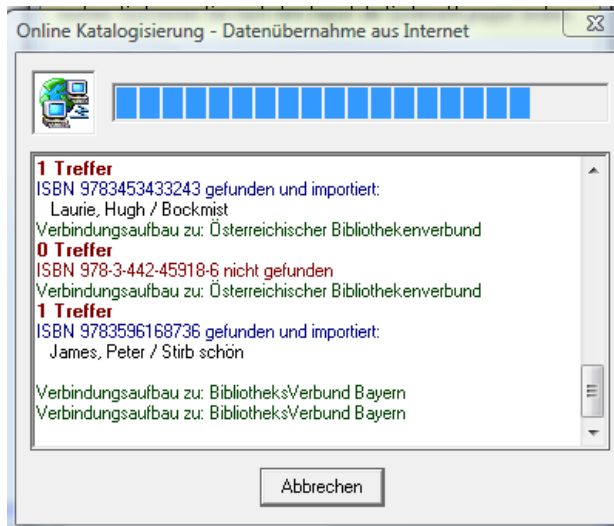 Online Katalogisierung - Datenübernahme aus Internet
1 Treffer
ISBN 9783453433243 gefunden und importiert:
Laurie, Hugh / Bockmist
Verbindungsaufbau zu: Österreichischer Bibliothekenverbund
0 Treffer
ISBN 978-3-442-45918-6 nicht gefunden
Verbindungsaufbau zu: Österreichischer Bibliothekenverbund
1 Treffer
ISBN 9783596168736 gefunden und importiert:
James, Peter / Stirb schön
Verbindungsaufbau zu: BibliotheksVerbund Bayern
Verbindungsaufbau zu: BibliotheksVerbund Bayern
Abbrechen